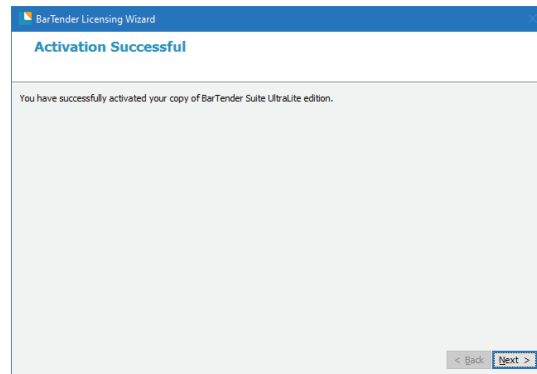 BarTender Licensing Wizard
Activation Successful
You have successfully activated your copy of BarTender Suite UltraLite edition.
< Back Next >